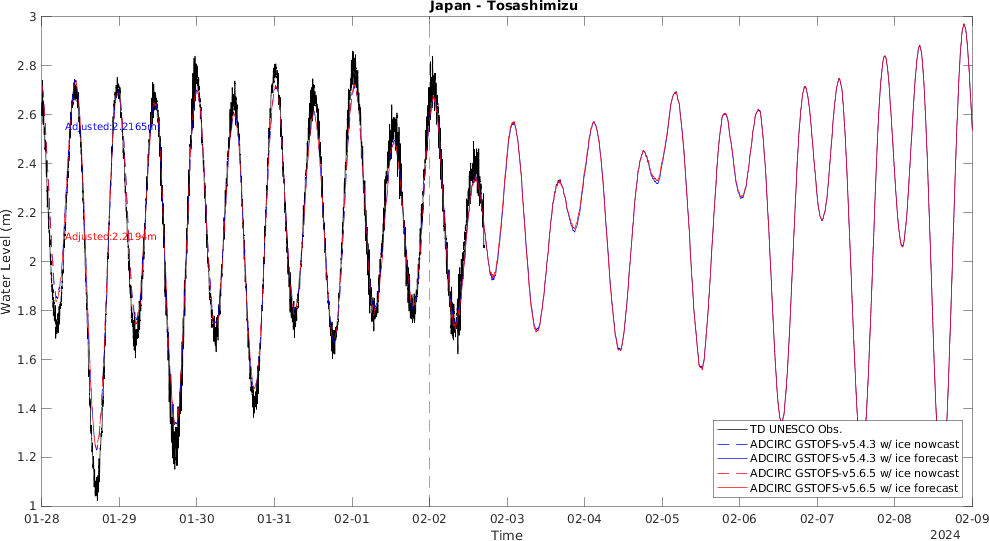 Japan - Tosashimizu
3
2.8
2.6
2.4
2.2
2
1.8
1.6
1.4
1.2
1
Water Level (m)
Adjusted:2.2165m
Adjusted:2.2194m
TD UNESCO Obs.
ADCIRC GSTOFS-v5.4.3 w/ ice nowcast
ADCIRC GSTOFS-v5.4.3 w/ ice forecast
ADCIRC GSTOFS-v5.6.5 w/ ice nowcast
ADCIRC GSTOFS-v5.6.5 w/ ice forecast
01-28 01-29 01-30 01-31 02-01 02-02 02-03 02-04 02-05 02-06 02-07 02-08 02-09
Time
2024